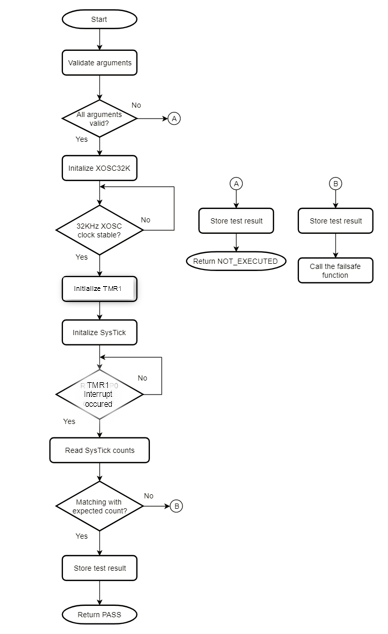 Start
Validate arguments
All arguments
valid?
No
A
Yes
Initalize XOSC32K
32KHz XOSC
clock stable?
No
Yes
Initialize TMR1
Initalize SysTick
TMR1
Interrupt
occured
No
Yes
Read SysTick counts
Matching with
expected count?
No
B
Yes
Store test result
Return PASS
A
Store test result
Return NOT_EXECUTED
B
Store test result
Call the failsafe
function